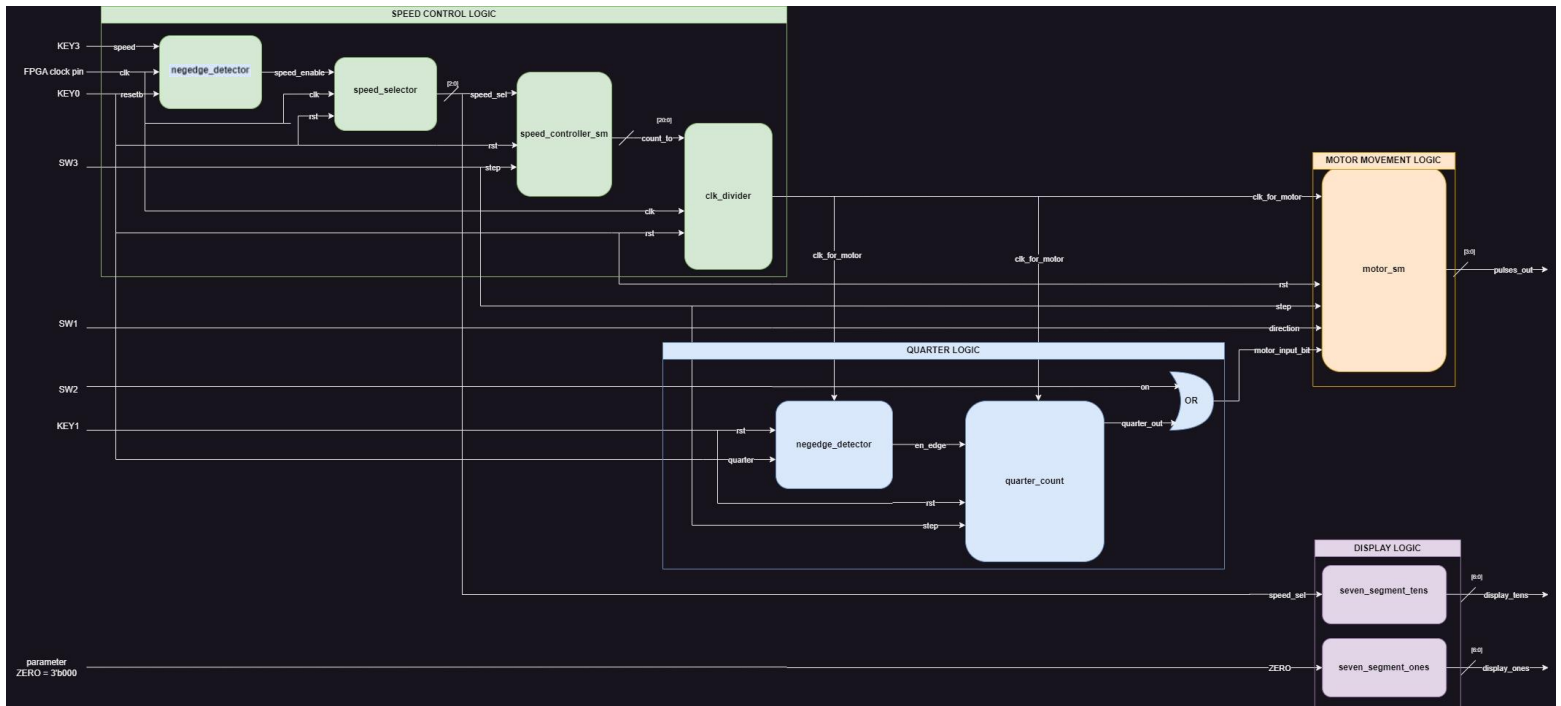 SPEED CONTROL LOGIC
KEY3
speed
FPGA clock pin
clk
KEY0
resetb
negedge_detector
speed_enable
clk
rst
speed_selector
[2:0]
speed_sel
rst
SW3
step
speed_controller_sm
[20:0]
count_to
clk
rst
clk_divider
clk_for_motor
clk_for_motor
clk_for_motor
MOTOR MOVEMENT LOGIC
rst
step
SW1
direction
motor_input_bit
motor_sm
[3:0]
pulses_out
QUARTER LOGIC
SW2
on
OR
KEY1
rst
quarter
negedge_detector
en_edge
quarter_out
quarter_count
rst
step
DISPLAY LOGIC
speed_sel
seven_segment_tens
[6:0]
display_tens
parameter
ZERO = 3'b000
ZERO
seven_segment_ones
[6:0]
display_ones